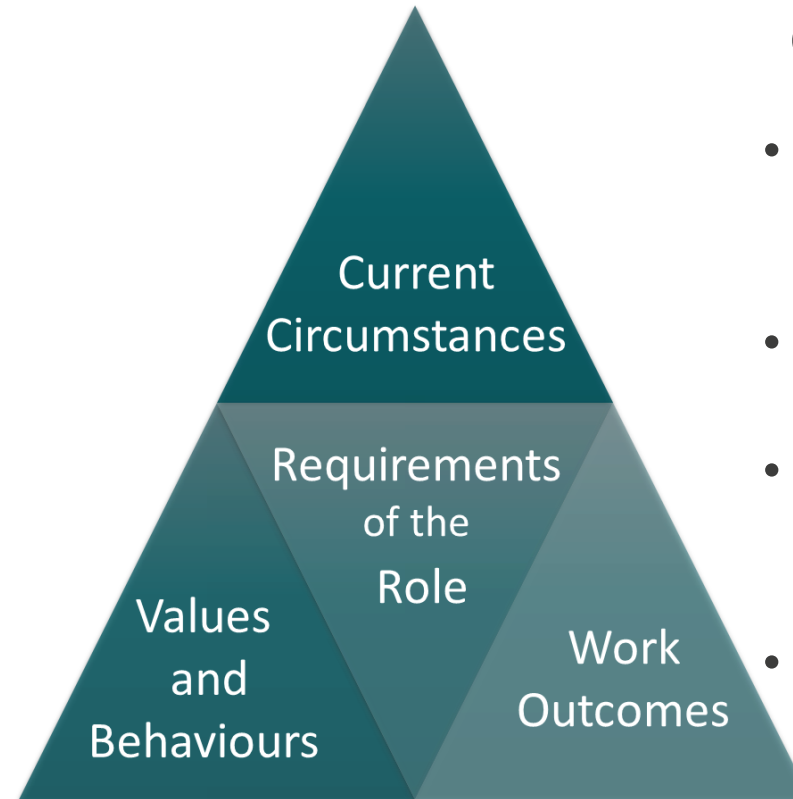 Current
Circumstances
Requirements
of the
Role
Values
and
Behaviours
Work
Outcomes